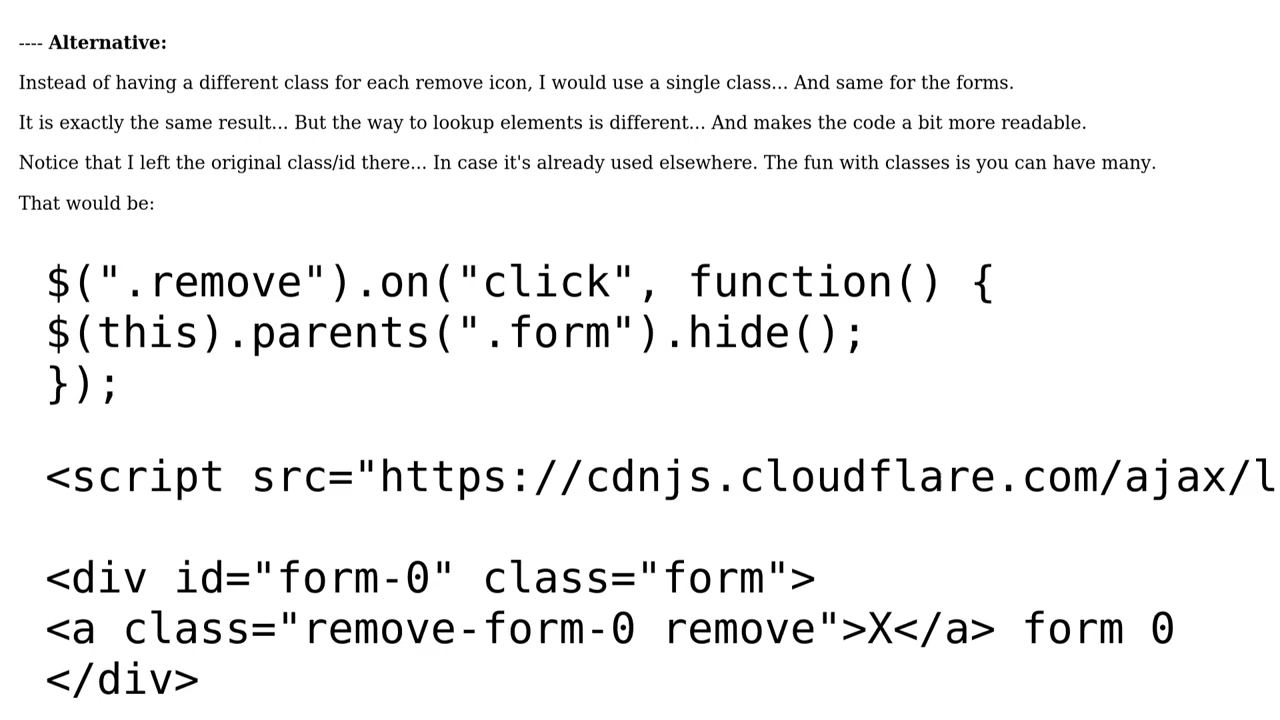 ---- Alternative:
Instead of having a different class for each remove icon, I would use a single class... And same for the forms.
It is exactly the same result... But the way to lookup elements is different... And makes the code a bit more readable.
Notice that I left the original class/id there... In case it's already used elsewhere. The fun with classes is you can have many.
That would be:
$(".remove").on("click", function() {
$(this).parents(".form").hide();
});
<script src="https://cdnjs.cloudflare.com/ajax/l
<div id="form-0" class="form">
<a class="remove-form-0 remove">X</a> form 0
</div>